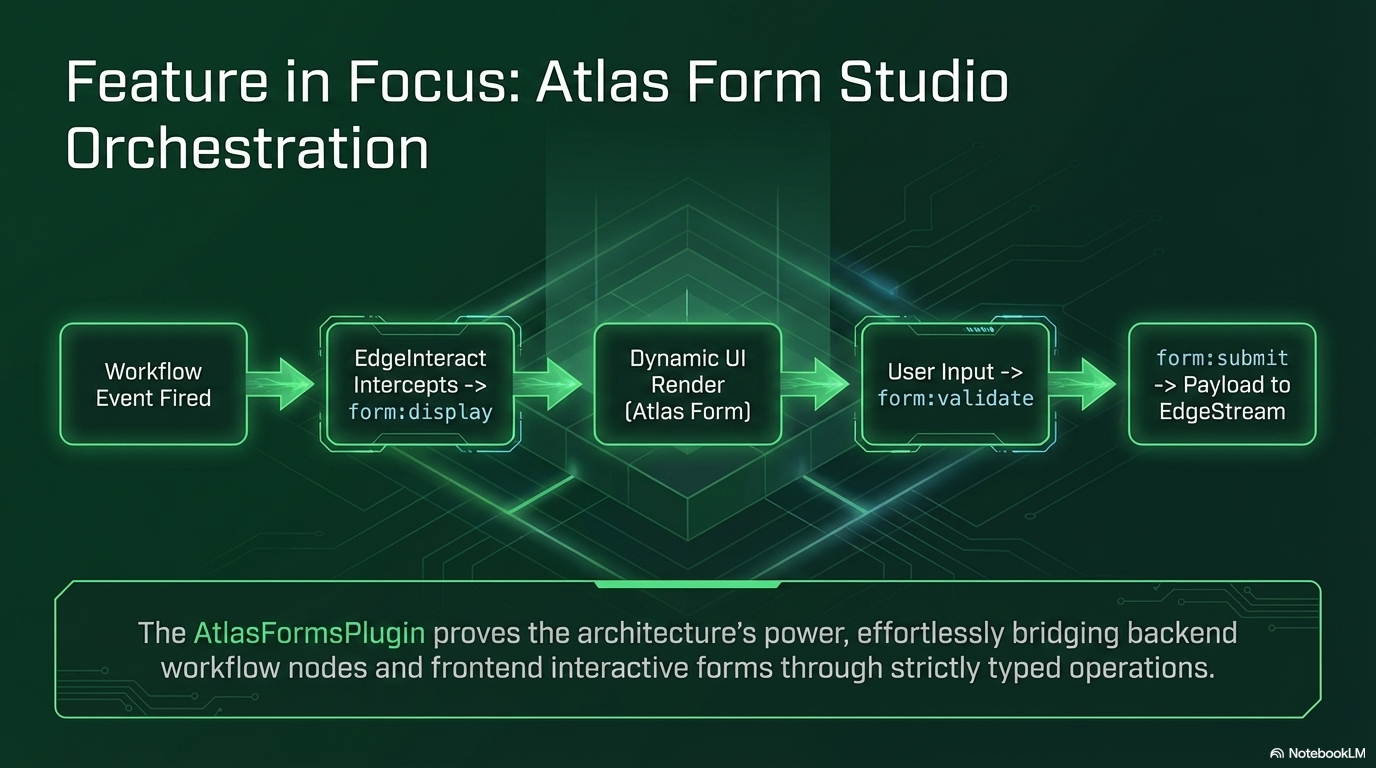 Feature in Focus: Atlas Form Studio
Orchestration
Workflow
Event Fired
EdgeInteract
Intercepts ->
form:display
Dynamic UI
Render
(Atlas Form)
User Input ->
form:validate
form:submit
-> Payload to
EdgeStream
The AtlasFormsPlugin proves the architecture's power, effortlessly bridging backend
workflow nodes and frontend interactive forms through strictly typed operations.
NotebookLM